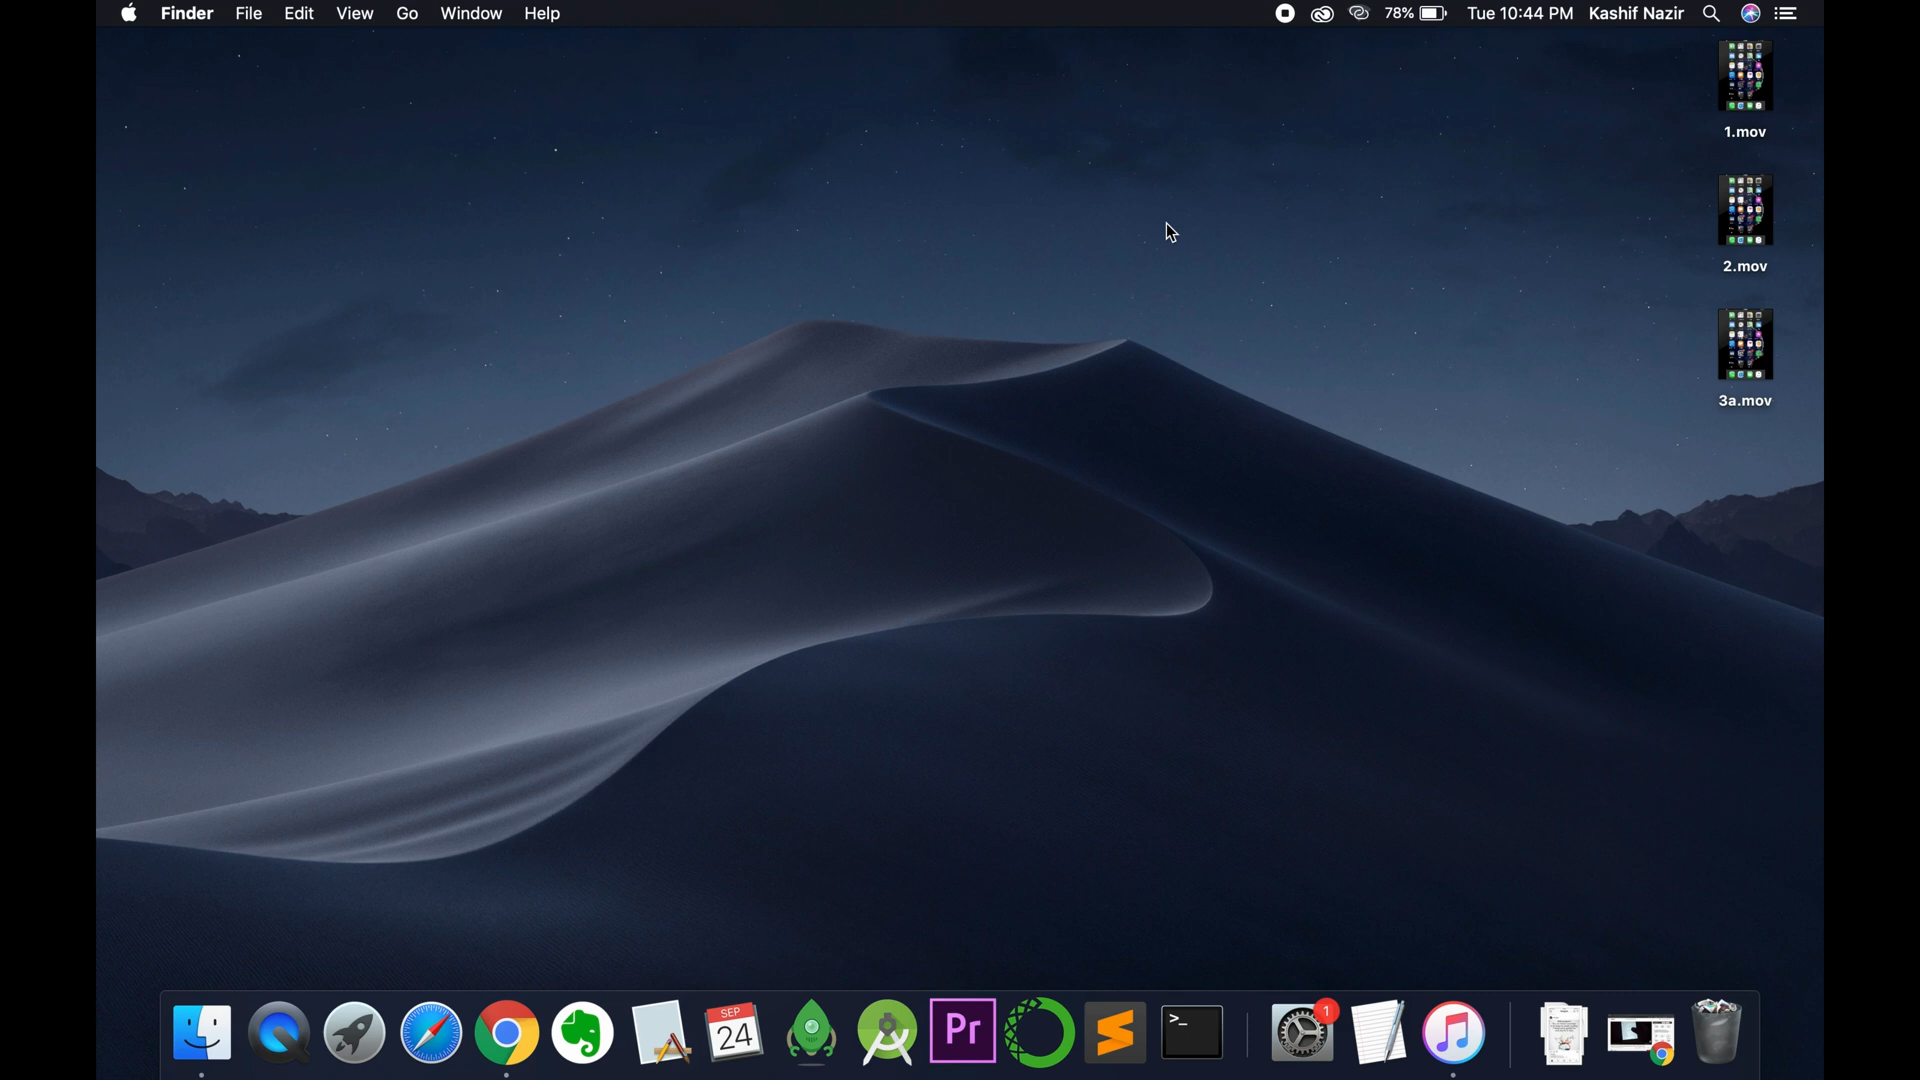 Finder File Edit View Go Window Help 78% Tue 10:44 PM Kashif Nazir
1.mov
2.mov
3a.mov
SEP
24
Pr
>_
1